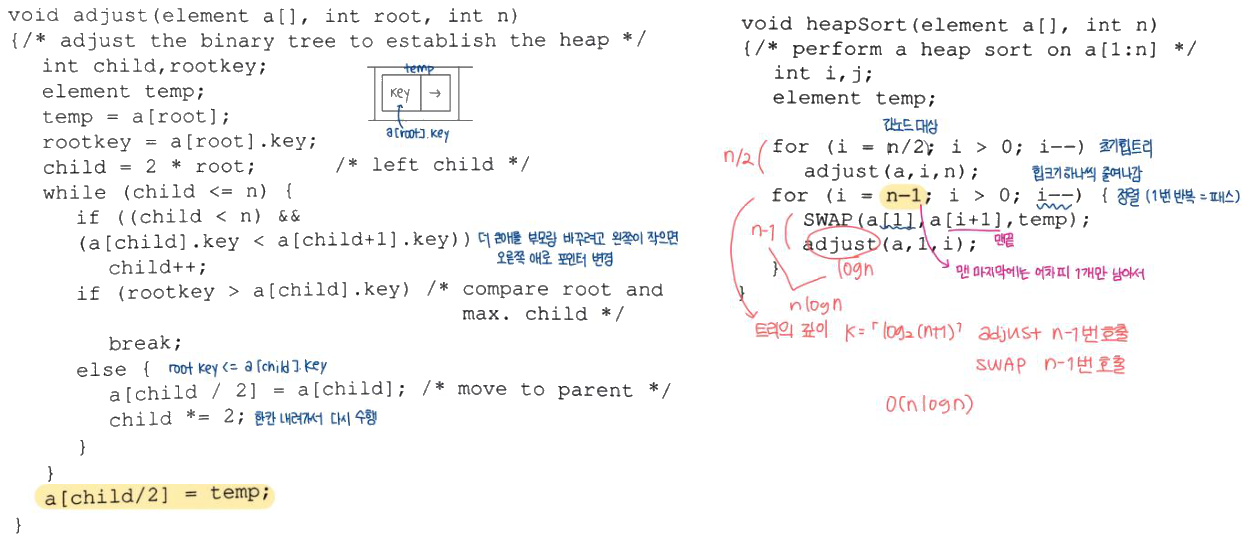 void adjust(element a[], int root, int n)
{/* adjust the binary tree to establish the heap */
int child,rootkey;
element temp;
temp = a[root];
rootkey = a[root].key;
child = 2 * root; /* left child */
while (child <= n) {
if ((child < n) &&
(a[child].key < a[child+1].key)) 더 큰애를 부모랑 바꾸려고 왼쪽이 작으면
오른쪽 애로 포인터 변경
child++;
if (rootkey > a[child].key) /* compare root and
max. child */
break;
else { root key <= a[child].key
a[child / 2] = a[child]; /* move to parent */
child *= 2; 한칸 내려가서 다시 수행
}
}
a[child/2] = temp;
}
temp
key →
a[root].key
void heapSort(element a[], int n)
{/* perform a heap sort on a[1:n] */
int i,j;
element temp;
간노드 대상
n/2 for (i = n/2; i > 0; i--) 초기힙트리
adjust(a,i,n); 힙크기 하나씩 줄여나감
for (i = n-1; i > 0; i--) { 정렬 (1번 반복 = 패스)
n-1 SWAP(a[1],a[i+1],temp);
adjust(a,1,i); 맨끝
} logn 맨 마지막에는 어차피 1개만 남아서
}
nlogn
트리의 깊이 k=「log₂(n+1)ᒣ adjust n-1번호출
SWAP n-1번 호출
O(nlogn)